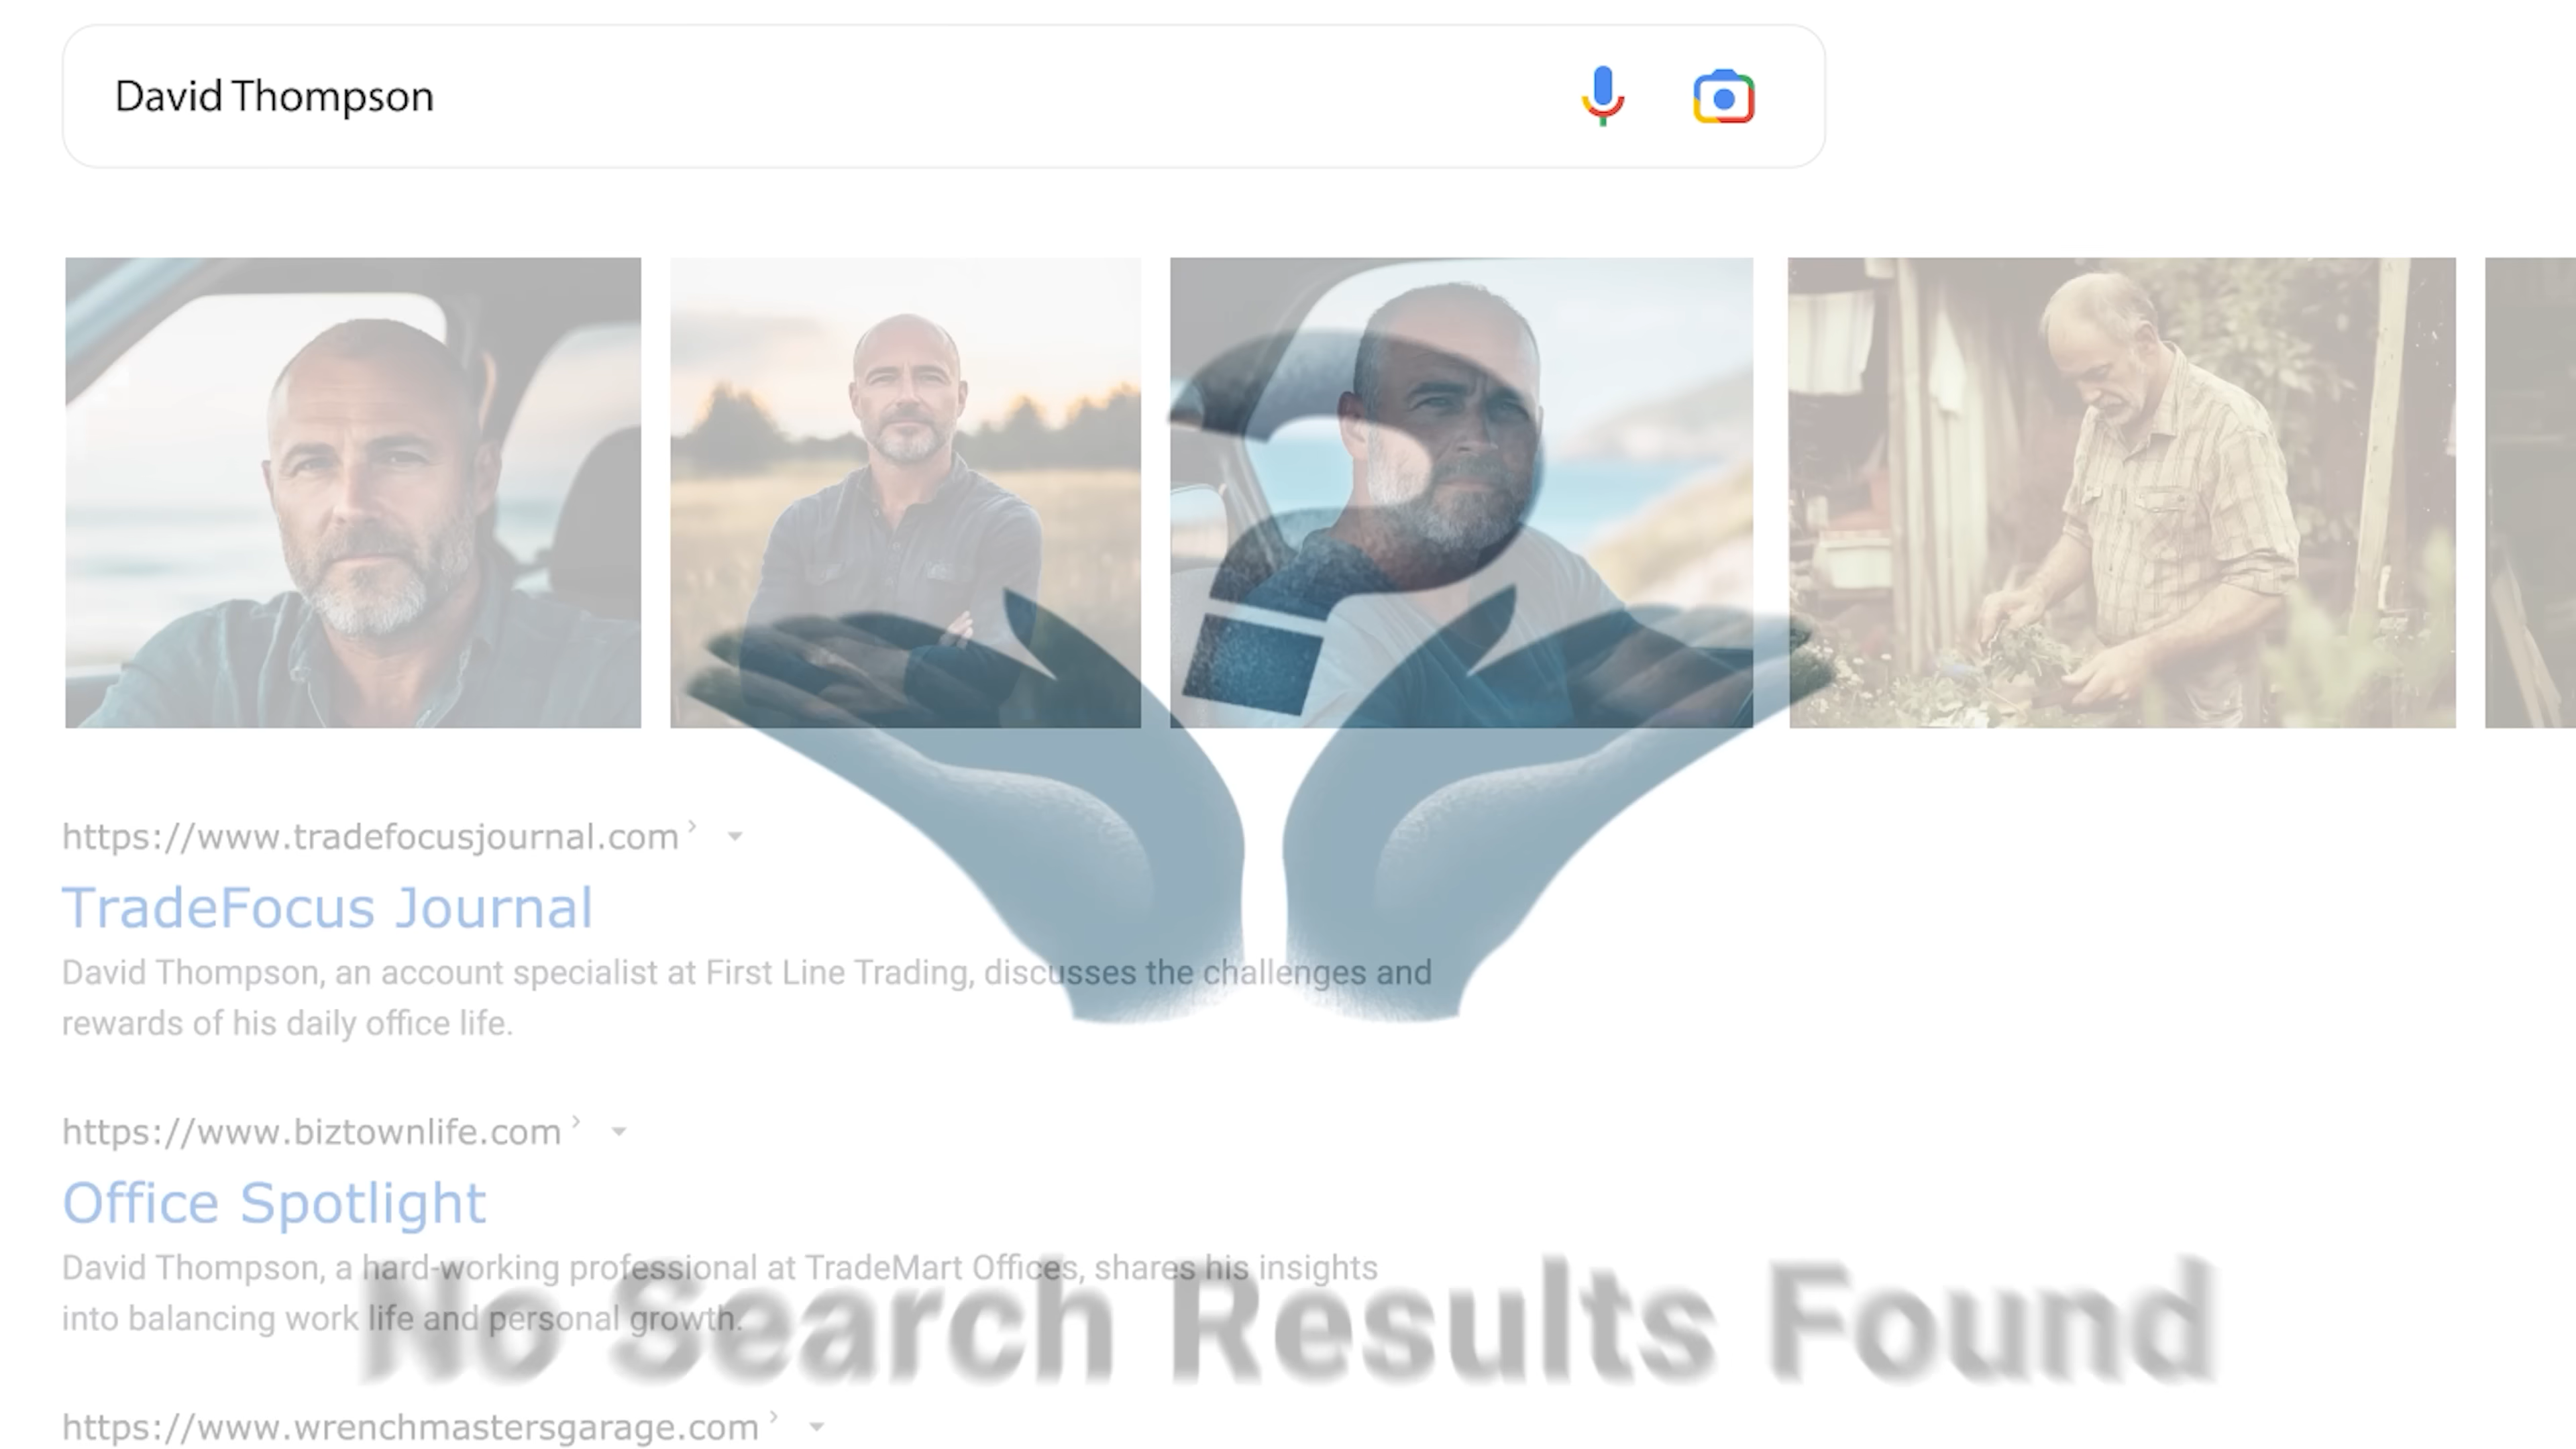 David Thompson
?
https://www.tradefocusjournal.com
TradeFocus Journal
David Thompson, an account specialist at First Line Trading, discusses the challenges and
rewards of his daily office life.
https://www.biztownlife.com
Office Spotlight
David Thompson, a hard-working professional at TradeMart Offices, shares his insights
into balancing work life and personal growth.
No Search Results Found
https://www.wrenchmastersgarage.com